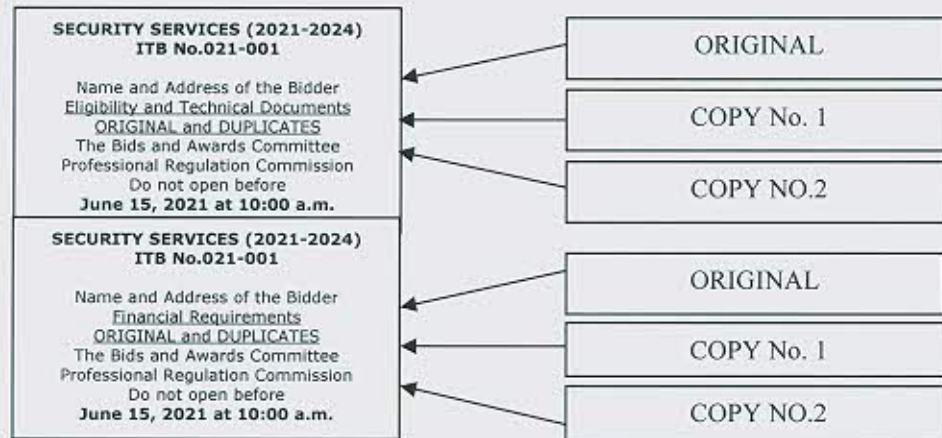 SECURITY SERVICES (2021-2024)
ITB No.021-001
Name and Address of the Bidder
Eligibility and Technical Documents
ORIGINAL and DUPLICATES
The Bids and Awards Committee
Professional Regulation Commission
Do not open before
June 15, 2021 at 10:00 a.m.
ORIGINAL
COPY No. 1
COPY NO.2
SECURITY SERVICES (2021-2024)
ITB No.021-001
Name and Address of the Bidder
Financial Requirements
ORIGINAL and DUPLICATES
The Bids and Awards Committee
Professional Regulation Commission
Do not open before
June 15, 2021 at 10:00 a.m.
ORIGINAL
COPY No. 1
COPY NO.2